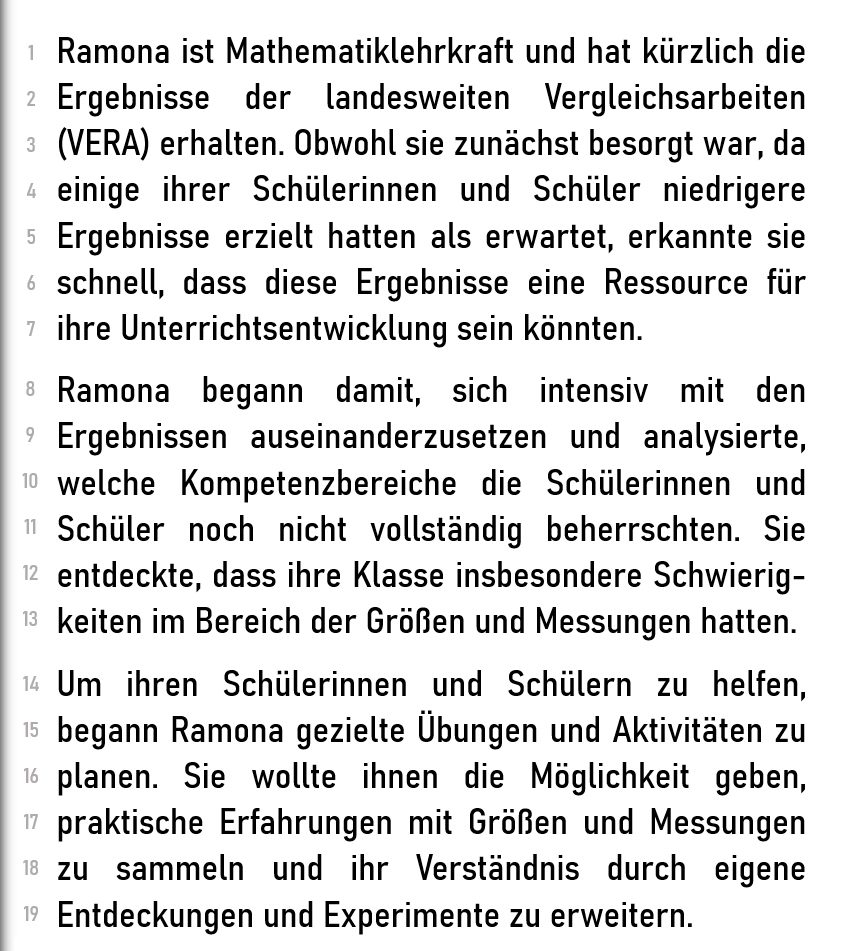 1 Ramona ist Mathematiklehrkraft und hat kürzlich die
2 Ergebnisse der landesweiten Vergleichsarbeiten
3 (VERA) erhalten. Obwohl sie zunächst besorgt war, da
4 einige ihrer Schülerinnen und Schüler niedrigere
5 Ergebnisse erzielt hatten als erwartet, erkannte sie
6 schnell, dass diese Ergebnisse eine Ressource für
7 ihre Unterrichtsentwicklung sein könnten.
8 Ramona begann damit, sich intensiv mit den
9 Ergebnissen auseinanderzusetzen und analysierte,
10 welche Kompetenzbereiche die Schülerinnen und
11 Schüler noch nicht vollständig beherrschten. Sie
12 entdeckte, dass ihre Klasse insbesondere Schwierig-
13 keiten im Bereich der Größen und Messungen hatten.
14 Um ihren Schülerinnen und Schülern zu helfen,
15 begann Ramona gezielte Übungen und Aktivitäten zu
16 planen. Sie wollte ihnen die Möglichkeit geben,
17 praktische Erfahrungen mit Größen und Messungen
18 zu sammeln und ihr Verständnis durch eigene
19 Entdeckungen und Experimente zu erweitern.